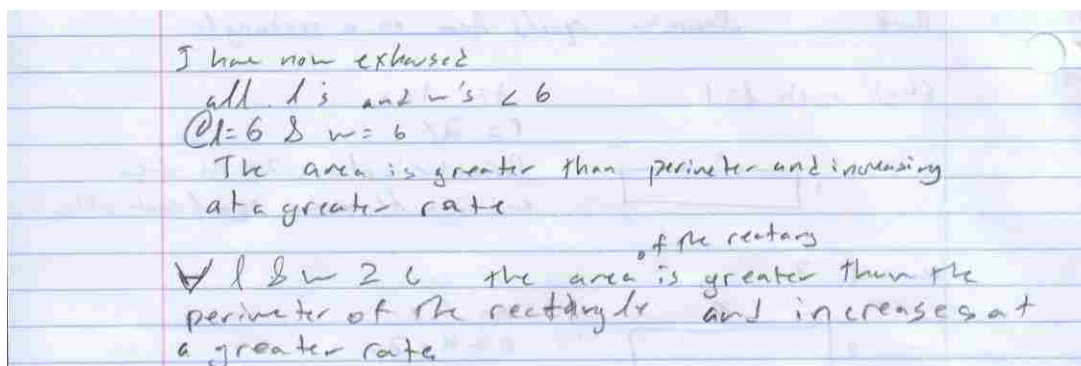 I have now exhaused
all l's and w's < 6
@l=6 & w=6
The area is greater than perimeter and increasing
at a greater rate
of the rectang
∀ l & w ≥ 6 the area is greater than the
perimeter of the rectangle and increases at
a greater rate